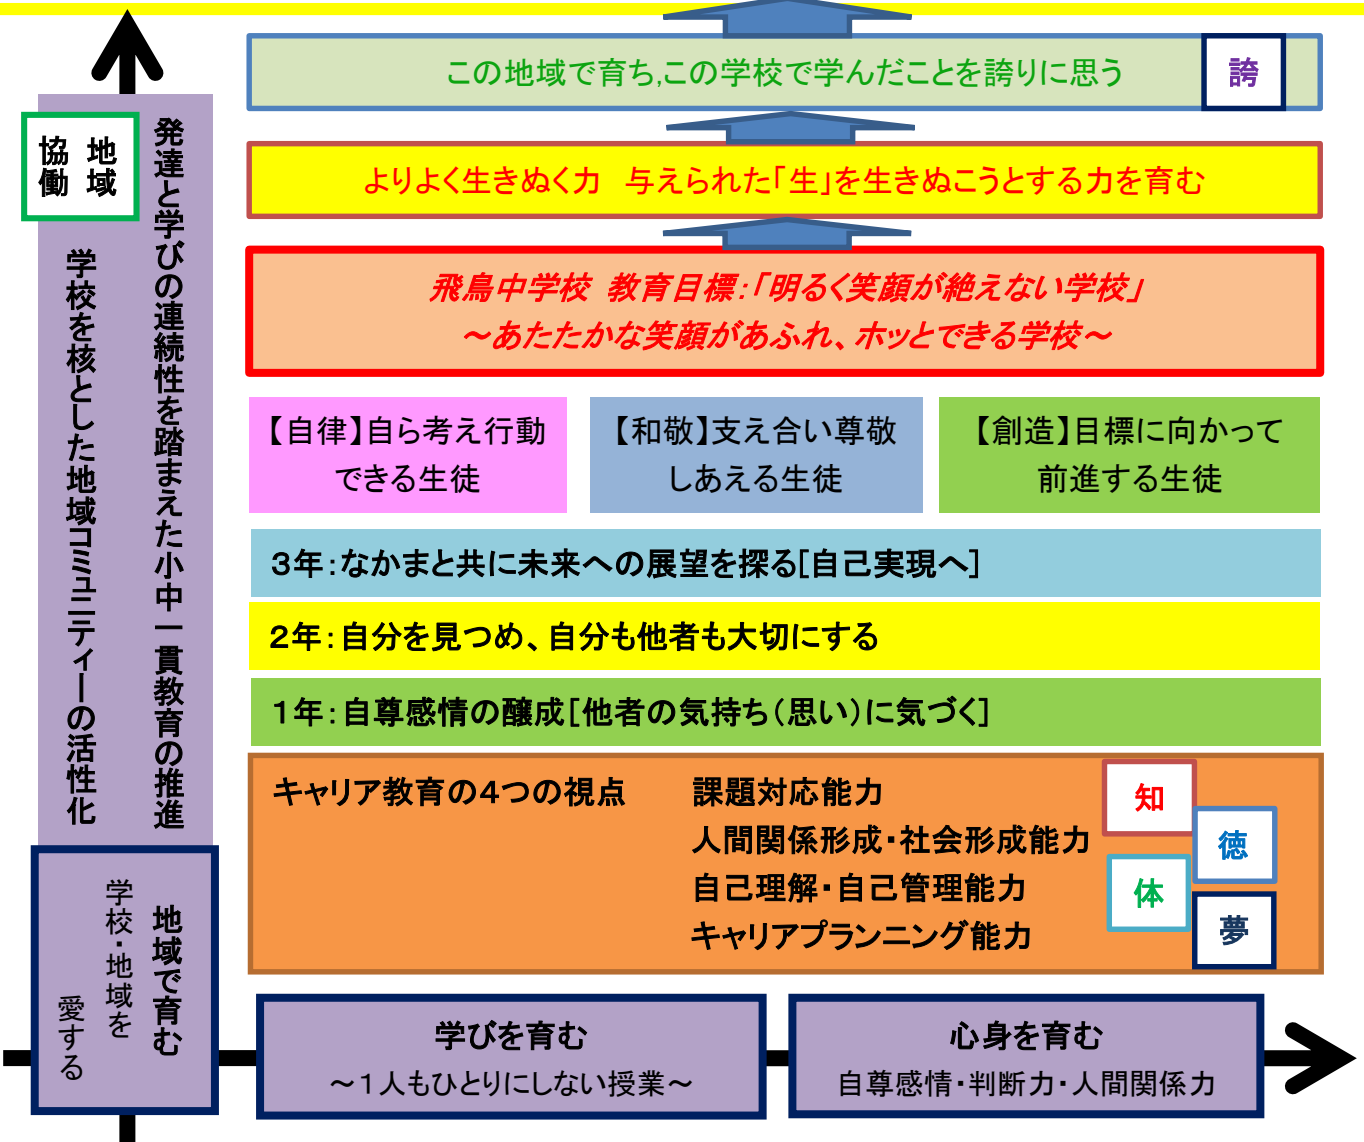 この地域で育ち,この学校で学んだことを誇りに思う
誇
よりよく生きぬく力　与えられた「生」を生きぬこうとする力を育む
飛鳥中学校 教育目標:「明るく笑顔が絶えない学校」
～あたたかな笑顔があふれ、ホッとできる学校～
【自律】自ら考え行動
できる生徒
【和敬】支え合い尊敬
しあえる生徒
【創造】目標に向かって
前進する生徒
3年:なかまと共に未来への展望を探る[自己実現へ]
2年:自分を見つめ、自分も他者も大切にする
1年:自尊感情の醸成[他者の気持ち(思い)に気づく]
キャリア教育の4つの視点
課題対応能力
人間関係形成・社会形成能力
自己理解・自己管理能力
キャリアプランニング能力
知
徳
体
夢
発達と学びの連続性を踏まえた小中一貫教育の推進
地域
協働
学校を核とした地域コミュニティーの活性化
地域で育む
学校・地域を
愛する
学びを育む
～1人もひとりにしない授業～
心身を育む
自尊感情・判断力・人間関係力